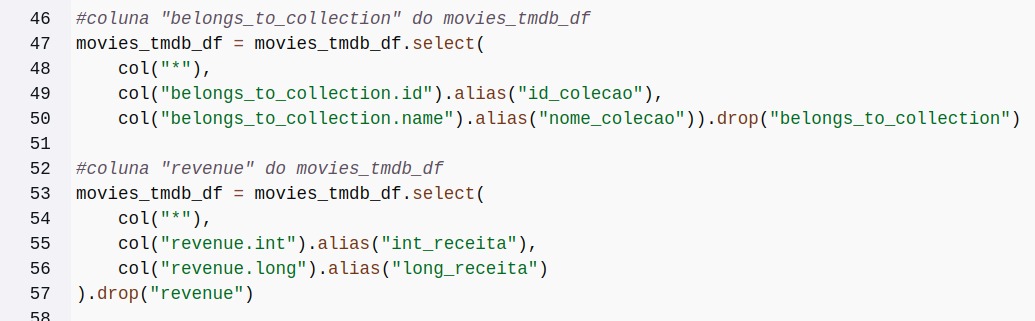 46 #coluna "belongs_to_collection" do movies_tmdb_df
47 movies_tmdb_df = movies_tmdb_df.select(
48     col("*"),
49     col("belongs_to_collection.id").alias("id_colecao"),
50     col("belongs_to_collection.name").alias("nome_colecao")).drop("belongs_to_collection")
51
52 #coluna "revenue" do movies_tmdb_df
53 movies_tmdb_df = movies_tmdb_df.select(
54     col("*"),
55     col("revenue.int").alias("int_receita"),
56     col("revenue.long").alias("long_receita")
57 ).drop("revenue")
58